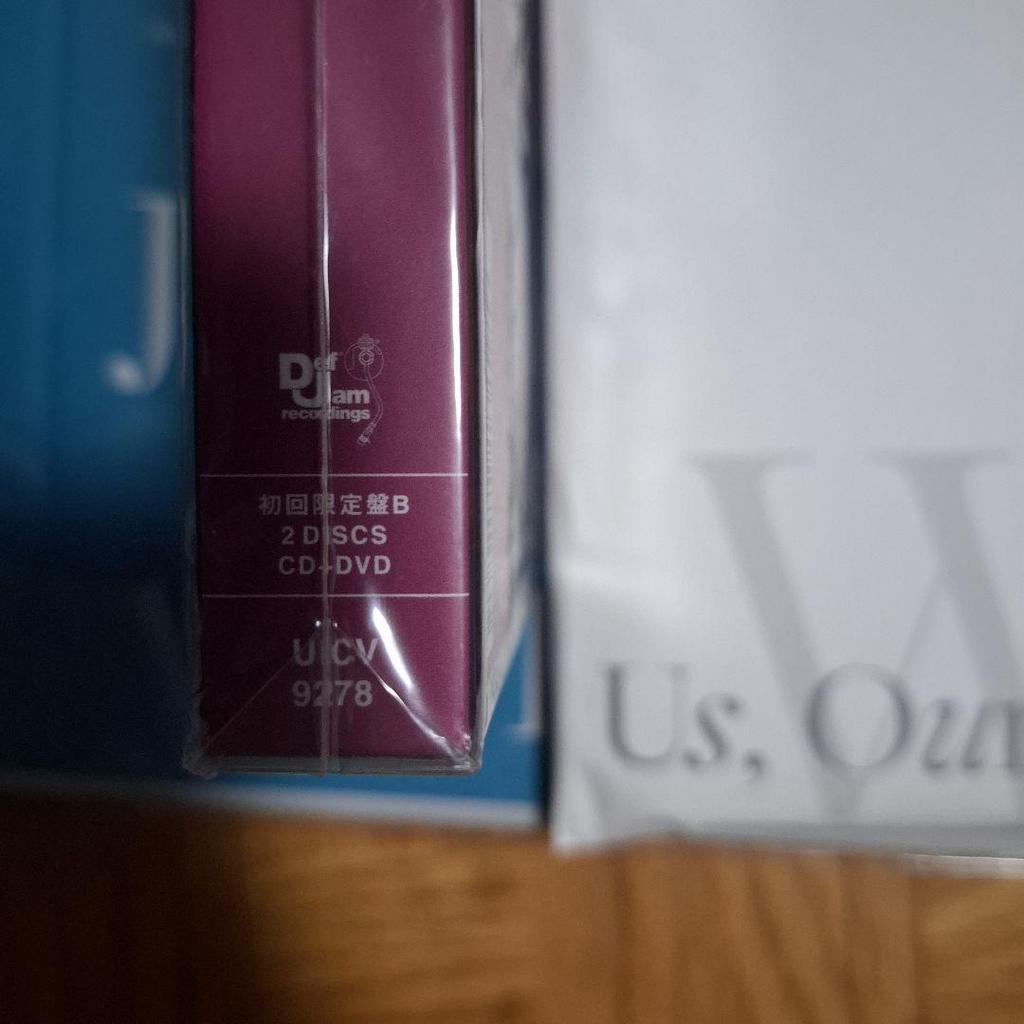 J
Def
Jam
recordings
初回限定盤B
2 DISCS
CD+DVD
UICV
9278
W
Us, Our